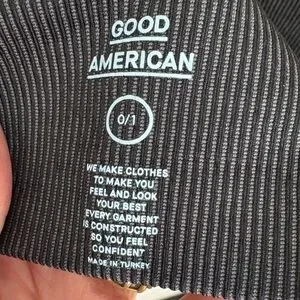 GOOD
AMERICAN
0/1
WE MAKE CLOTHES
TO MAKE YOU
FEEL AND LOOK
YOUR BEST
EVERY GARMENT
IS CONSTRUCTED
SO YOU FEEL
CONFIDENT
MADE IN TURKEY